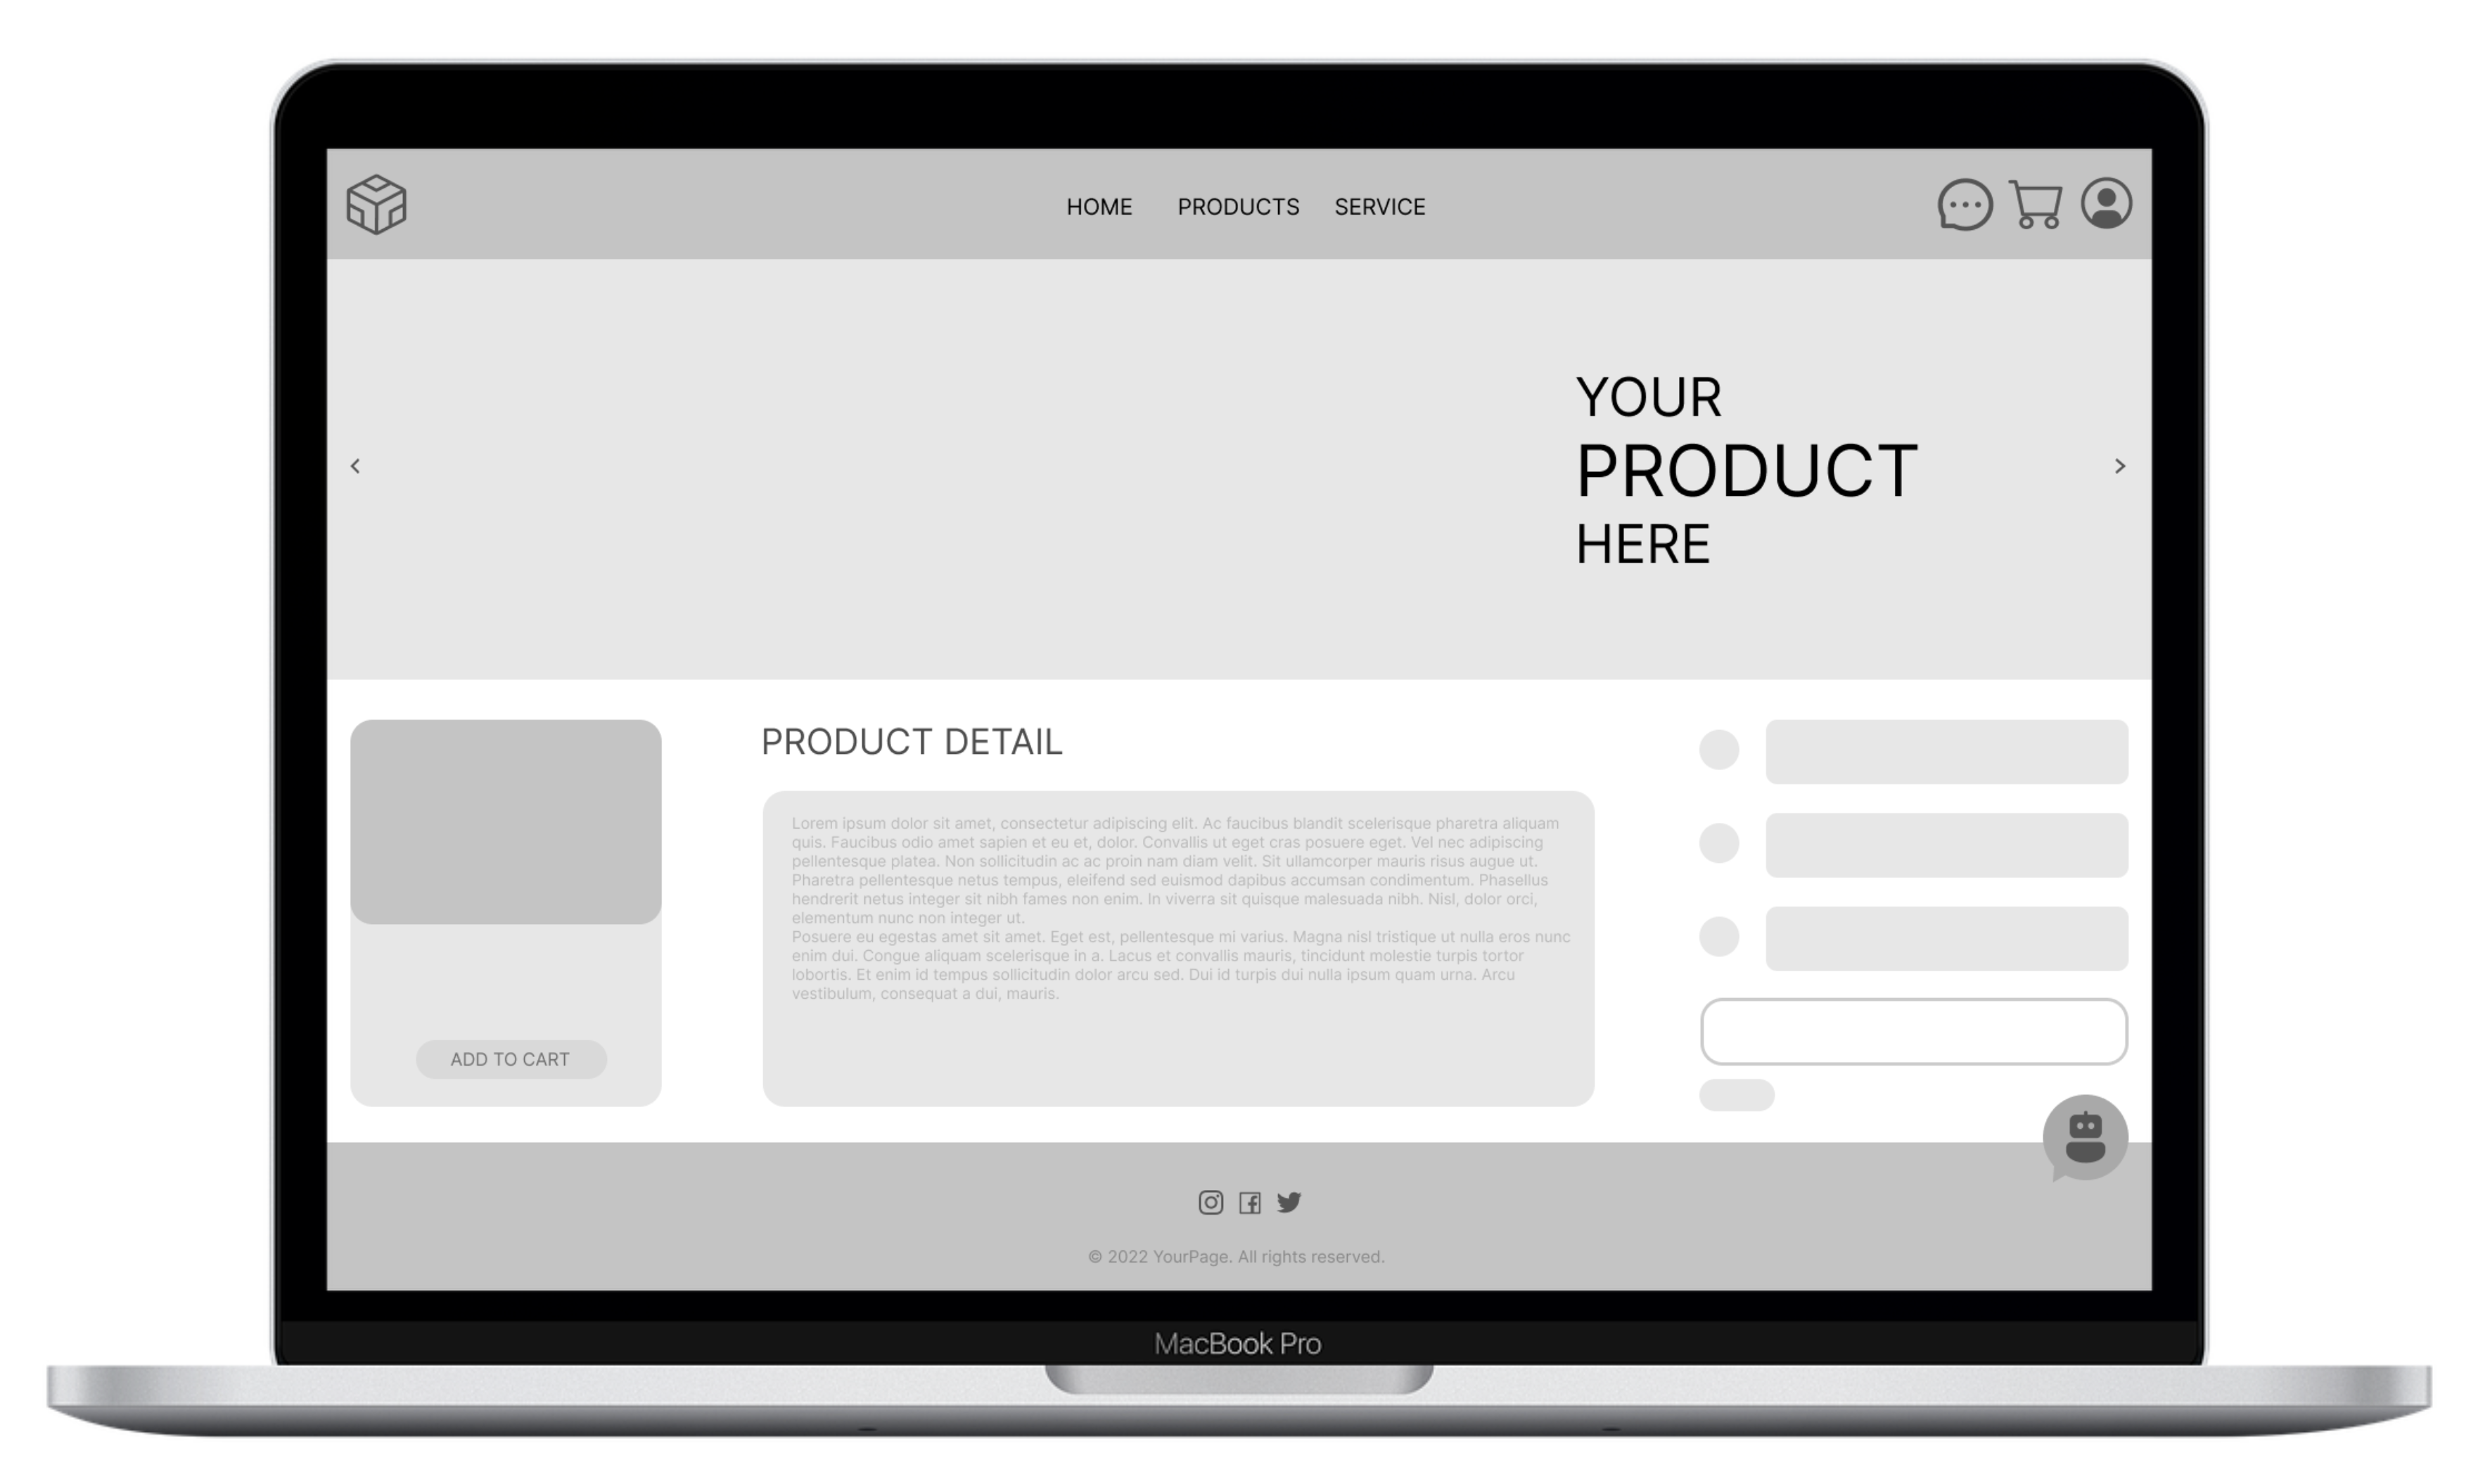 HOME PRODUCTS SERVICE
YOUR
PRODUCT
HERE
PRODUCT DETAIL
Lorem ipsum dolor sit amet, consectetur adipiscing elit. Ac faucibus blandit scelerisque pharetra aliquam
quis. Faucibus odio amet sapien et eu et, dolor. Convallis ut eget cras posuere eget. Vel nec adipiscing
pellentesque platea. Non sollicitudin ac ac proin nam diam velit. Sit ullamcorper mauris risus augue ut.
Pharetra pellentesque netus tempus, eleifend sed euismod dapibus accumsan condimentum. Phasellus
hendrerit netus integer sit nibh fames non enim. In viverra sit quisque malesuada nibh. Nisl, dolor orci,
elementum nunc non integer ut.
Posuere eu egestas amet sit amet. Eget est, pellentesque mi varius. Magna nisl tristique ut nulla eros nunc
enim dui. Congue aliquam scelerisque in a. Lacus et convallis mauris, tincidunt molestie turpis tortor
lobortis. Et enim id tempus sollicitudin dolor arcu sed. Dui id turpis dui nulla ipsum quam urna. Arcu
vestibulum, consequat a dui, mauris.
ADD TO CART
© 2022 YourPage. All rights reserved.
MacBook Pro